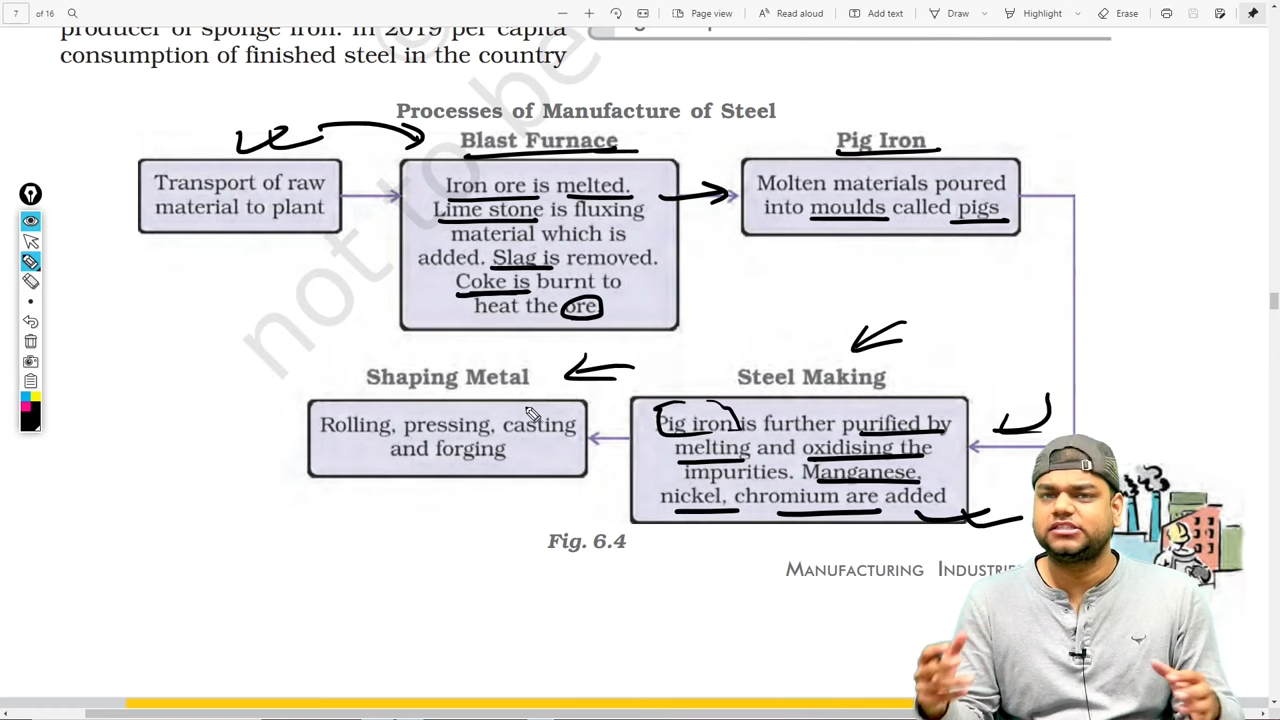 7 of 16
Page view
Read aloud
Add text
Draw
Highlight
Erase
producer of sponge iron. In 2019 per capita
consumption of finished steel in the country
Processes of Manufacture of Steel
Blast Furnace
Pig Iron
Transport of raw
material to plant
Iron ore is melted.
Lime stone is fluxing
material which is
added. Slag is removed.
Coke is burnt to
heat the ore
Molten materials poured
into moulds called pigs
Shaping Metal
Steel Making
Rolling, pressing, casting
and forging
Pig iron is further purified by
melting and oxidising the
impurities. Manganese,
nickel, chromium are added
Fig. 6.4
Manufacturing
not to be